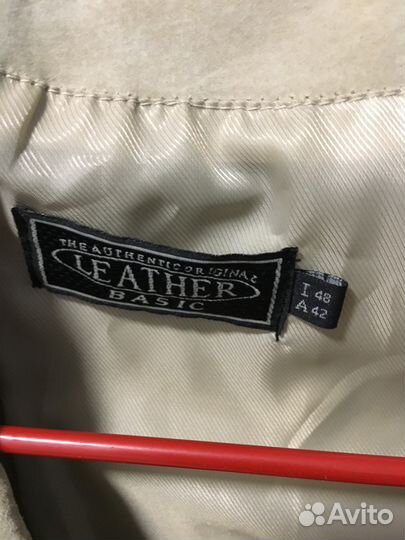 THE AUTHENTIC ORIGINAL
LEATHER
BASIC
I 48
A 42
Avito